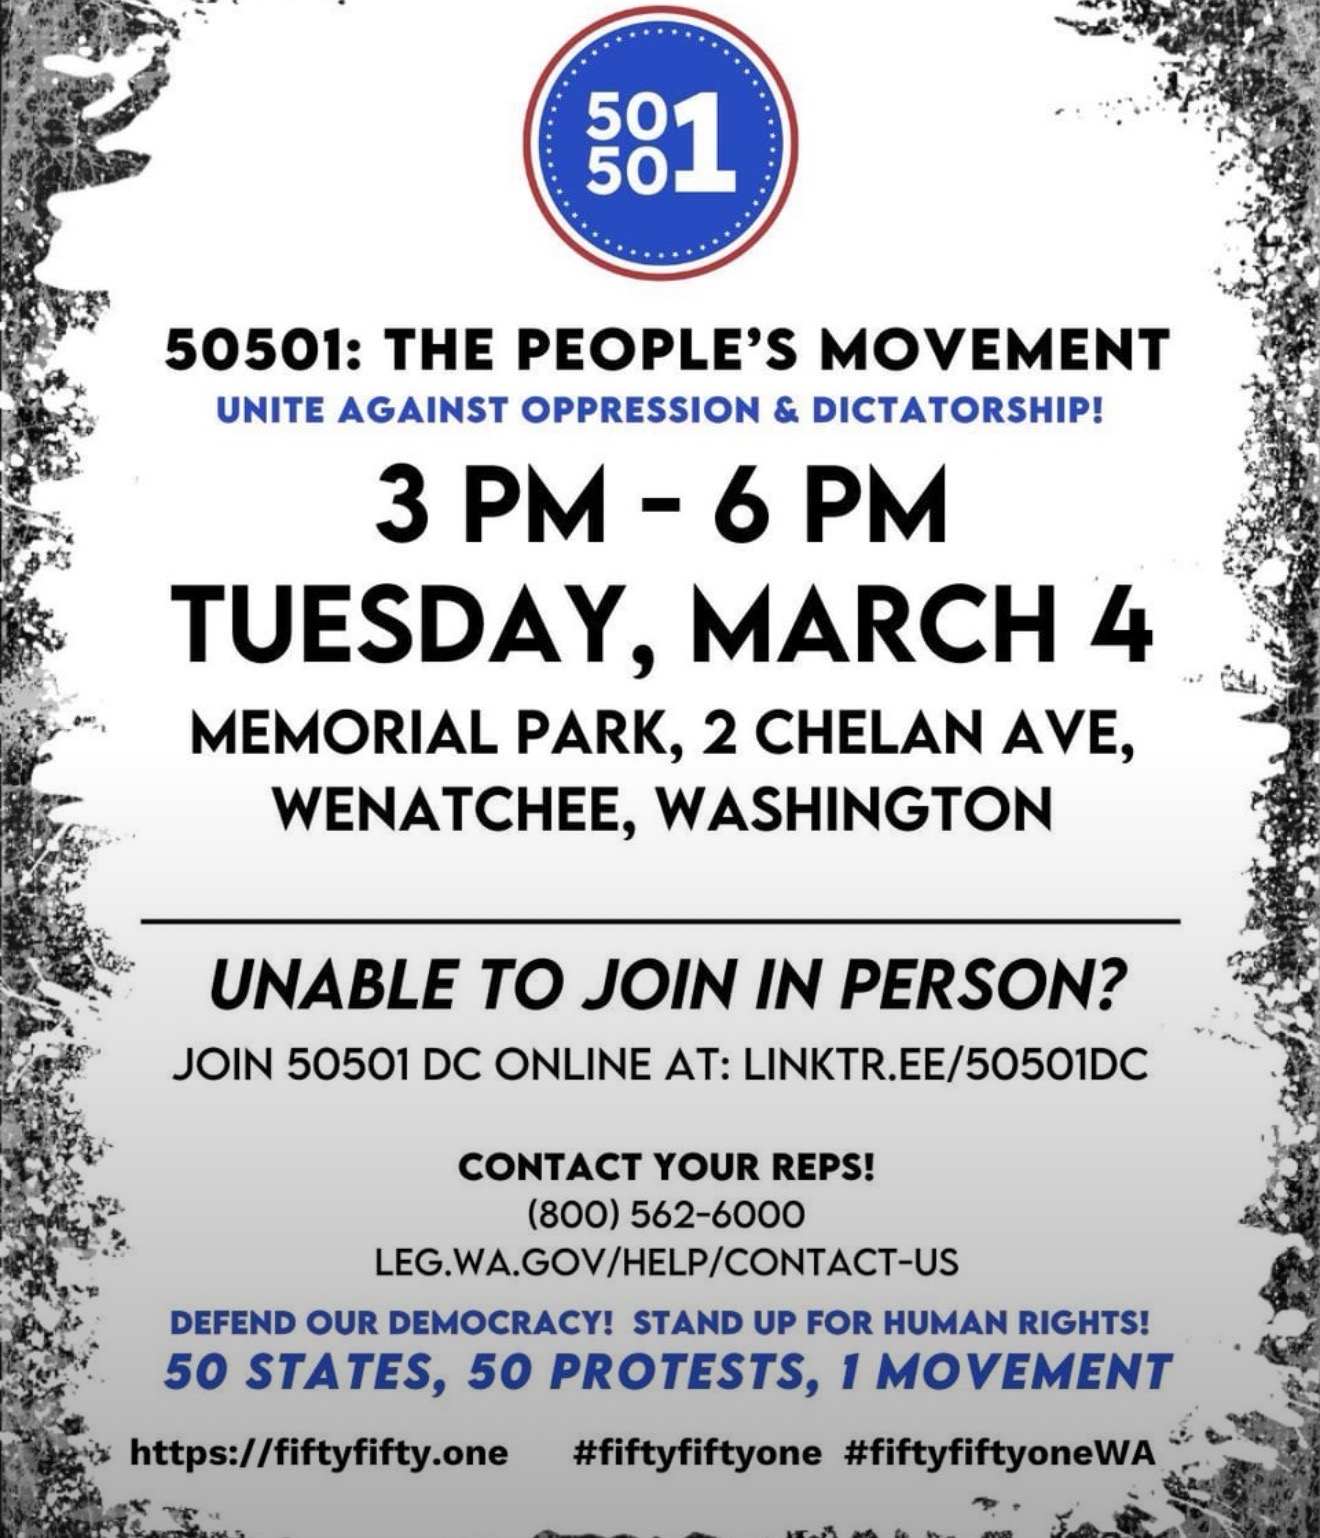 50
50
1
50501: THE PEOPLE'S MOVEMENT
UNITE AGAINST OPPRESSION & DICTATORSHIP!
3 PM - 6 PM
TUESDAY, MARCH 4
MEMORIAL PARK, 2 CHELAN AVE,
WENATCHEE, WASHINGTON
UNABLE TO JOIN IN PERSON?
JOIN 50501 DC ONLINE AT: LINKTR.EE/50501DC
CONTACT YOUR REPS!
(800) 562-6000
LEG.WA.GOV/HELP/CONTACT-US
DEFEND OUR DEMOCRACY! STAND UP FOR HUMAN RIGHTS!
50 STATES, 50 PROTESTS, 1 MOVEMENT
https://fiftyfifty.one #fiftyfiftyone #fiftyfiftyoneWA